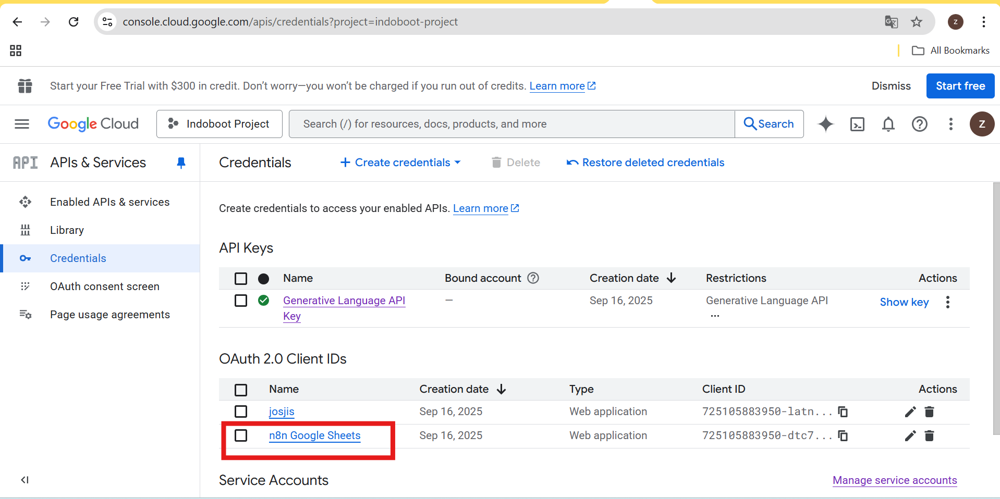 console.cloud.google.com/apis/credentials?project=indoboot-project
z
All Bookmarks
Start your Free Trial with $300 in credit. Don’t worry—you won’t be charged if you run out of credits. Learn more
Dismiss
Start free
Google Cloud
Indoboot Project
Search (/) for resources, docs, products, and more
Search
z
API APIs & Services
Credentials
Create credentials
Delete
Restore deleted credentials
Enabled APIs & services
Library
Credentials
OAuth consent screen
Page usage agreements
Create credentials to access your enabled APIs. Learn more
API Keys
Name Bound account Creation date Restrictions Actions
Generative Language API — Sep 16, 2025 Generative Language API Show key
Key ...
OAuth 2.0 Client IDs
Name Creation date Type Client ID Actions
josjis Sep 16, 2025 Web application 725105883950-latn...
n8n Google Sheets Sep 16, 2025 Web application 725105883950-dtc7...
Service Accounts
Manage service accounts